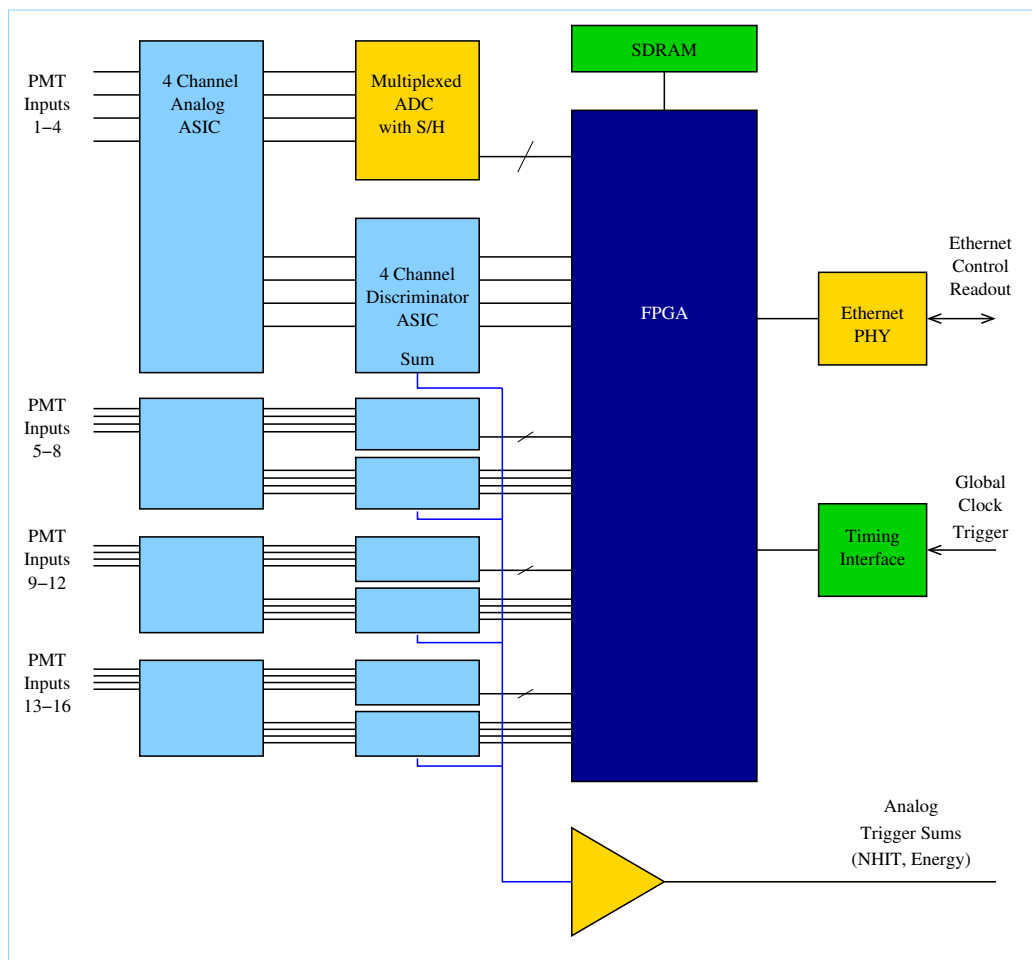 PMT
Inputs
1−4
4 Channel
Analog
ASIC
Multiplexed
ADC
with S/H
SDRAM
4 Channel
Discriminator
ASIC
Sum
FPGA
Ethernet
Control
Readout
Ethernet
PHY
PMT
Inputs
5−8
Global
Clock
Trigger
Timing
Interface
PMT
Inputs
9−12
PMT
Inputs
13−16
Analog
Trigger Sums
(NHIT, Energy)